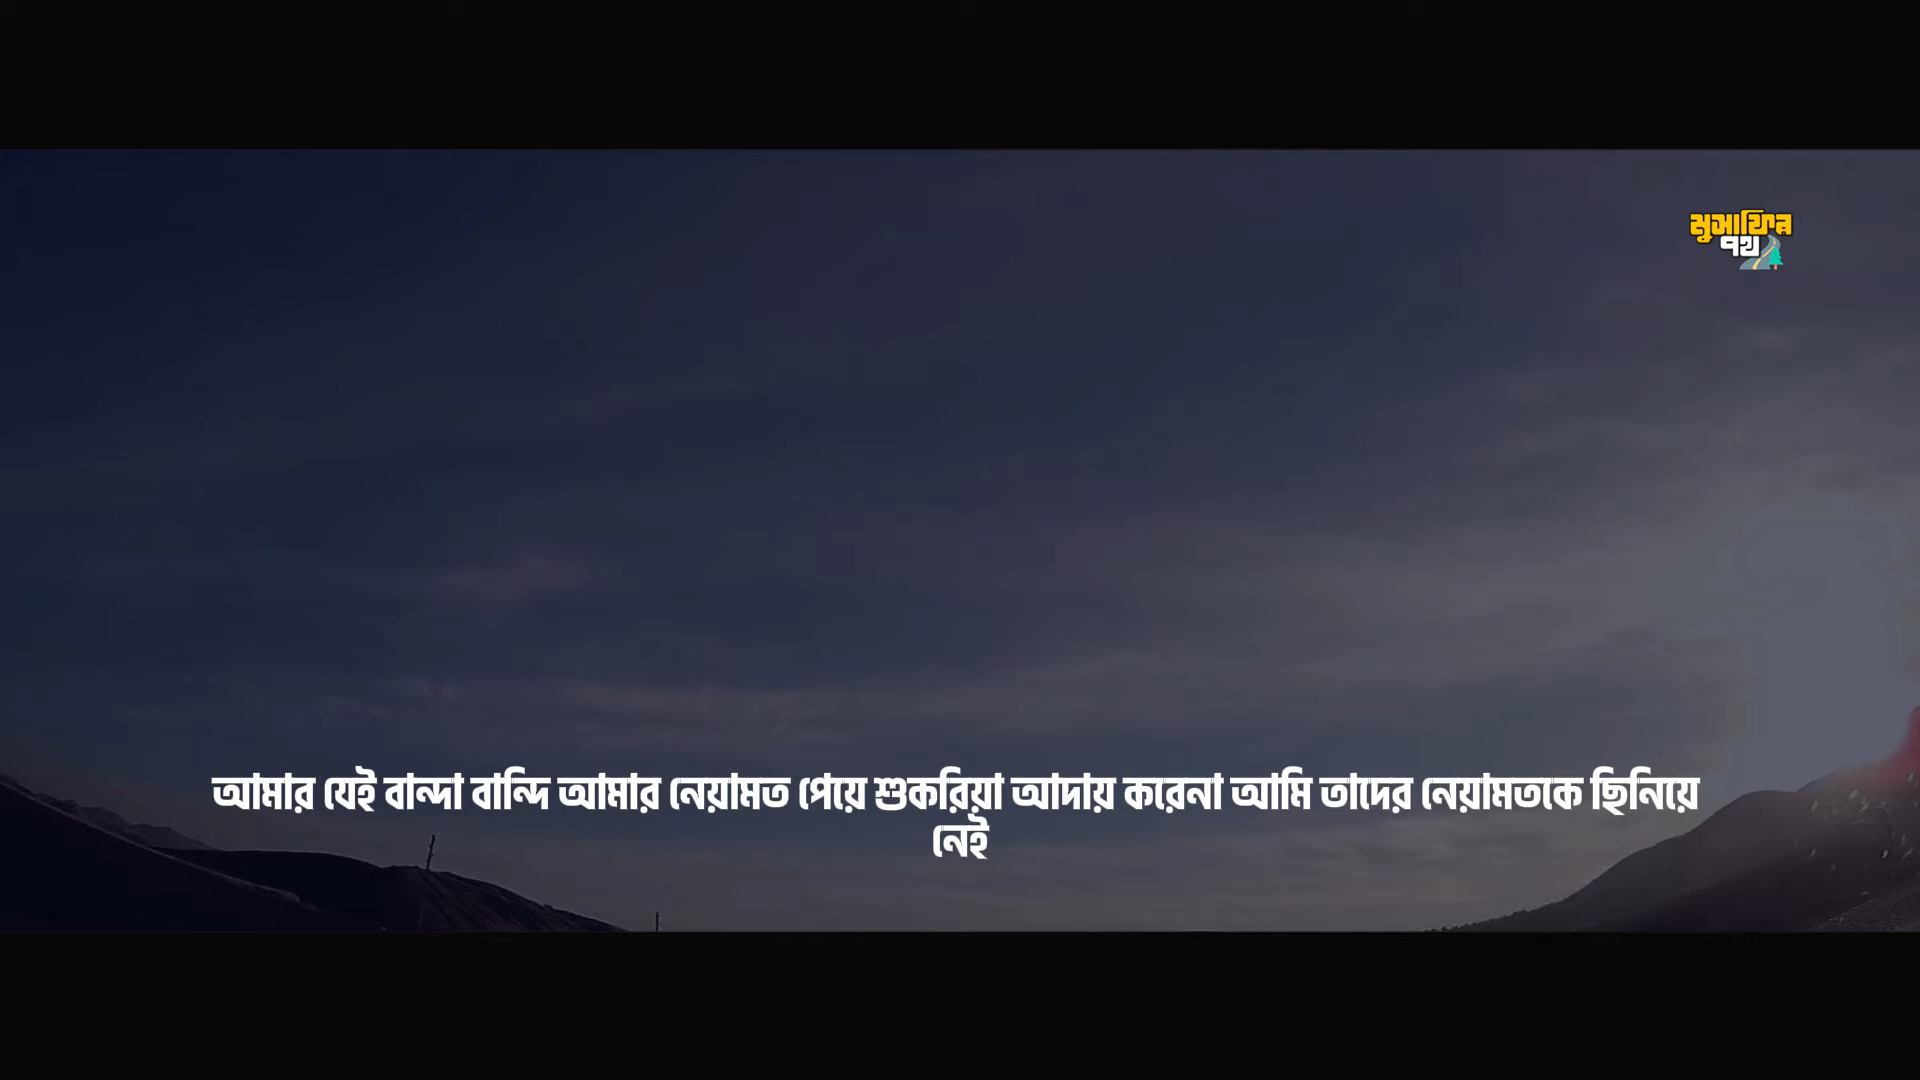 মুসাফির
পথ
আমার যেই বান্দা বান্দি আমার নেয়ামত পেয়ে শুকরিয়া আদায় করেনা আমি তাদের নেয়ামতকে ছিনিয়ে
নেই